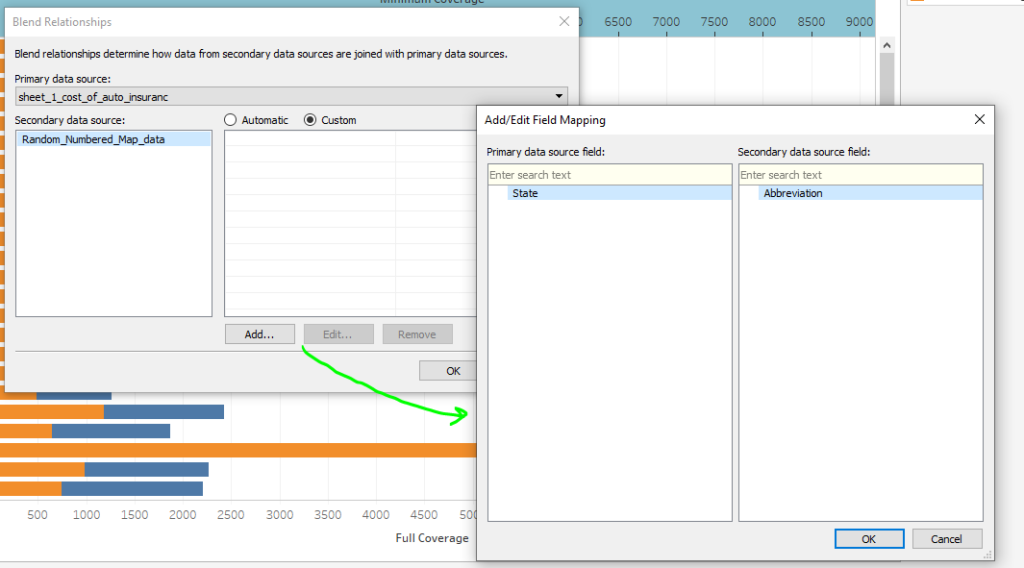 Minimum Coverage
6500 7000 7500 8000 8500 9000
Blend Relationships
Blend relationships determine how data from secondary data sources are joined with primary data sources.
Primary data source:
sheet_1_cost_of_auto_insuranc
Secondary data source:
Automatic
Custom
Random_Numbered_Map_data
Add...
Edit...
Remove
OK
Add/Edit Field Mapping
Primary data source field:
Secondary data source field:
Enter search text
Enter search text
State
Abbreviation
OK
Cancel
500 1000 1500 2000 2500 3000 3500 4000 4500
Full Coverage